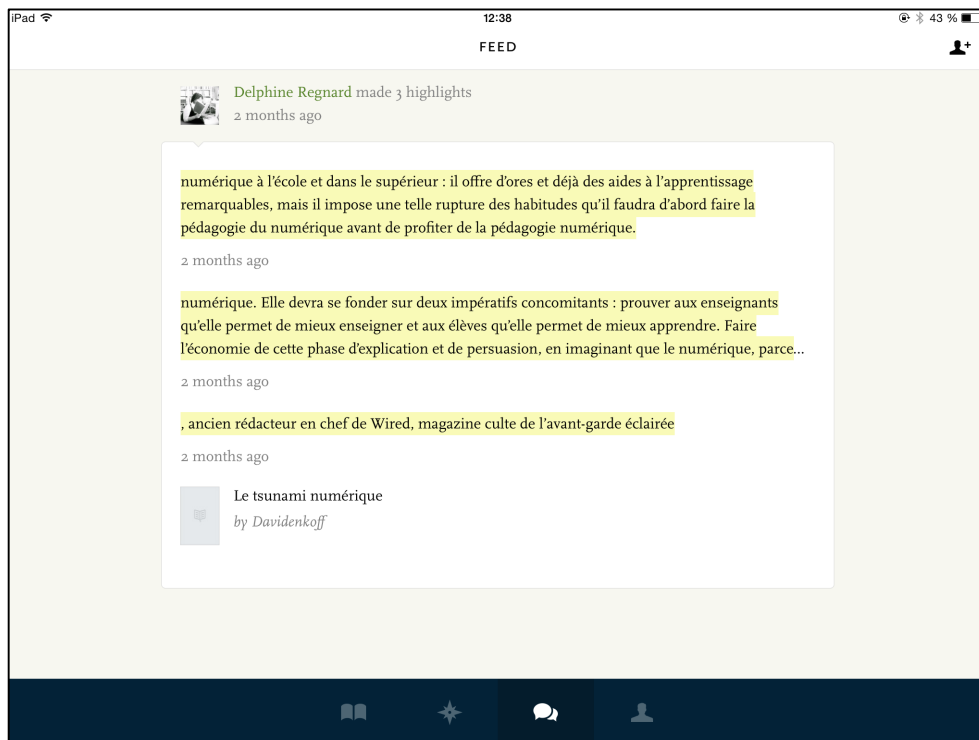 iPad 12:38 43 %
FEED
Delphine Regnard made 3 highlights
2 months ago
numérique à l’école et dans le supérieur : il offre d’ores et déjà des aides à l’apprentissage
remarquables, mais il impose une telle rupture des habitudes qu’il faudra d’abord faire la
pédagogie du numérique avant de profiter de la pédagogie numérique.
2 months ago
numérique. Elle devra se fonder sur deux impératifs concomitants : prouver aux enseignants
qu’elle permet de mieux enseigner et aux élèves qu’elle permet de mieux apprendre. Faire
l’économie de cette phase d’explication et de persuasion, en imaginant que le numérique, parce...
2 months ago
, ancien rédacteur en chef de Wired, magazine culte de l’avant-garde éclairée
2 months ago
Le tsunami numérique
by Davidenkoff